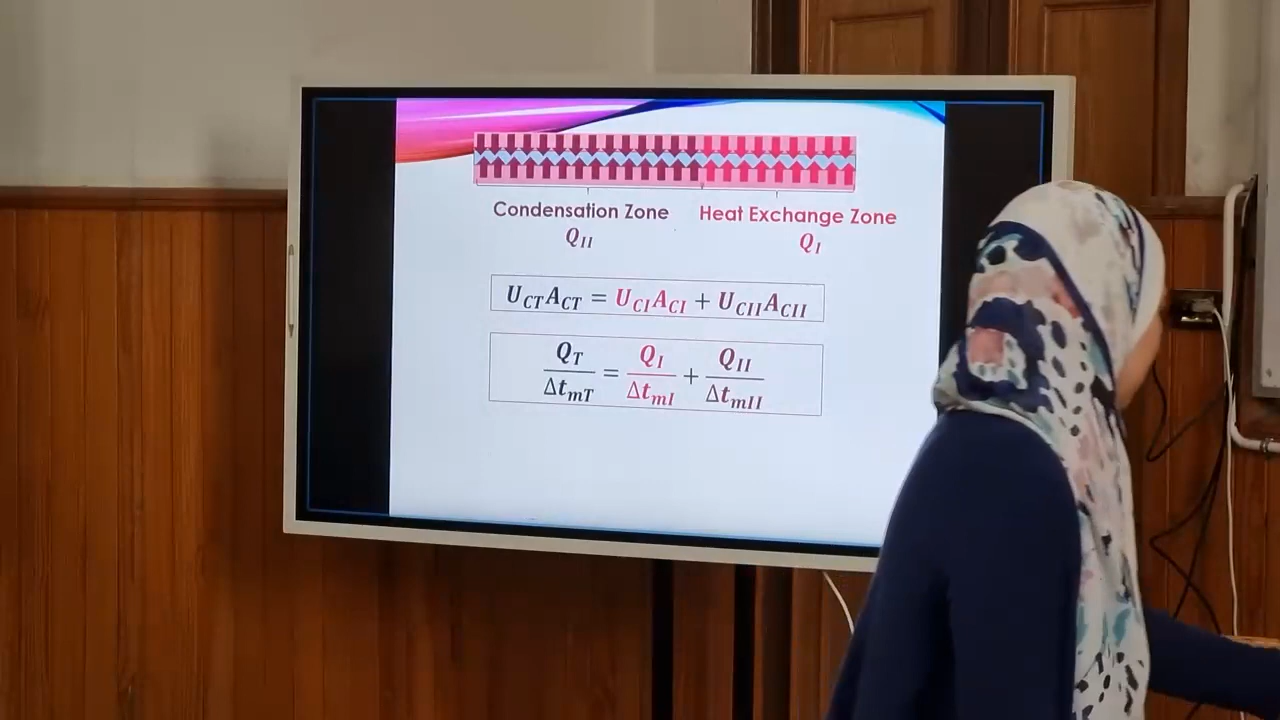 Condensation Zone Heat Exchange Zone
Q_II Q_I
U_CT A_CT = U_CI A_CI + U_CII A_CII
Q_T/Δt_mT = Q_I/Δt_mI + Q_II/Δt_mII